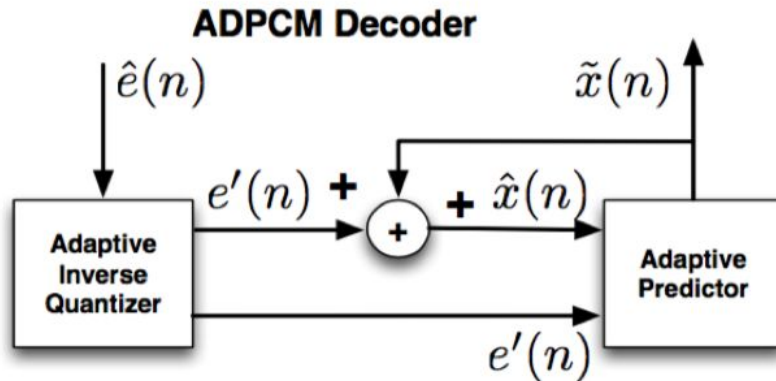 ADPCM Decoder
ê(n)
x̃(n)
e′(n) +
+ x̂(n)
+
Adaptive
Inverse
Quantizer
Adaptive
Predictor
e′(n)